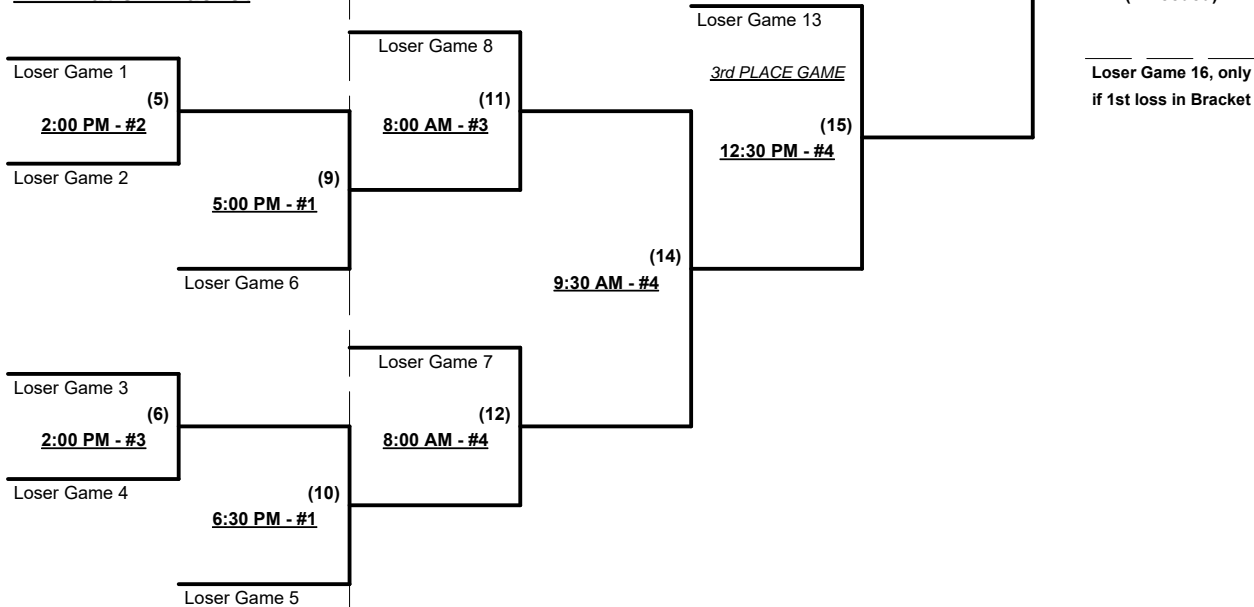 Loser Game 13
Loser Game 8
Loser Game 1
3rd PLACE GAME
Loser Game 16, only
if 1st loss in Bracket
(5)
(11)
2:00 PM - #2
8:00 AM - #3
(15)
12:30 PM - #4
Loser Game 2
(9)
5:00 PM - #1
(14)
Loser Game 6
9:30 AM - #4
Loser Game 7
Loser Game 3
(6)
(12)
2:00 PM - #3
8:00 AM - #4
Loser Game 4
(10)
6:30 PM - #1
Loser Game 5